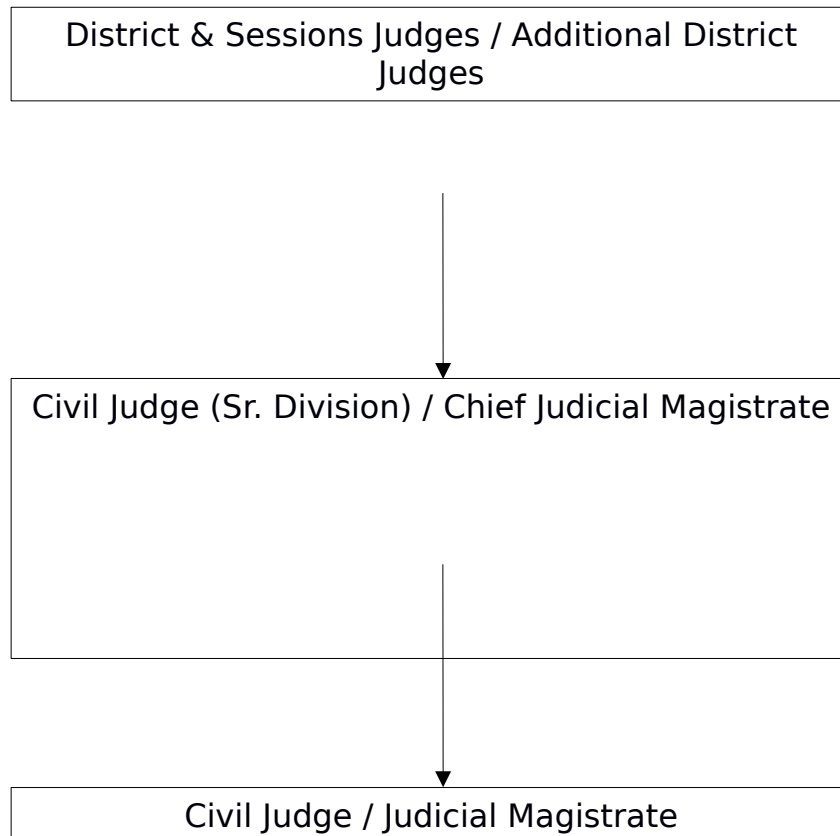 District & Sessions Judges / Additional District
Judges
Civil Judge (Sr. Division) / Chief Judicial Magistrate
Civil Judge / Judicial Magistrate